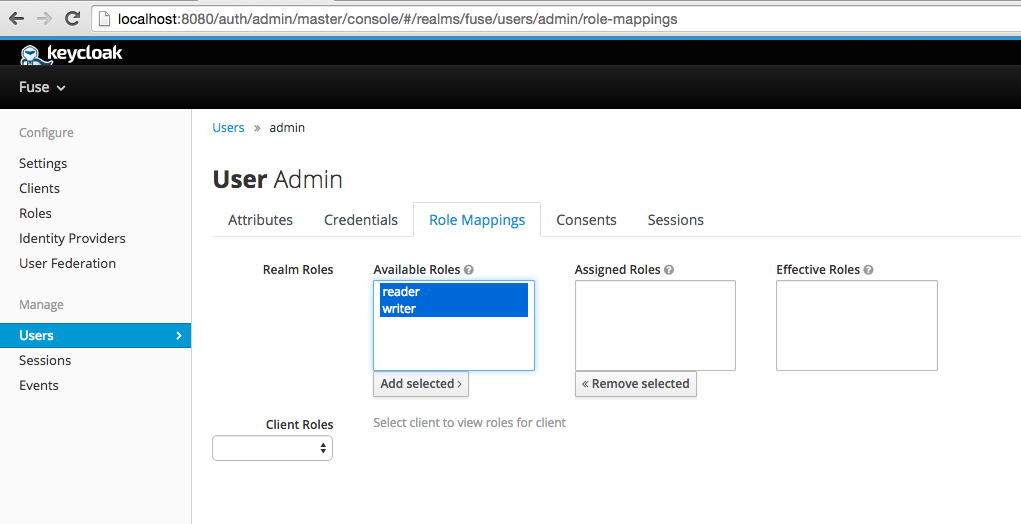 localhost:8080/auth/admin/master/console/#/realms/fuse/users/admin/role-mappings
keycloak
Fuse
Configure
Settings
Clients
Roles
Identity Providers
User Federation
Manage
Users
Sessions
Events
Users » admin
User Admin
Attributes Credentials Role Mappings Consents Sessions
Realm Roles Available Roles ? Assigned Roles ? Effective Roles ?
reader
writer
Add selected › « Remove selected
Client Roles Select client to view roles for client